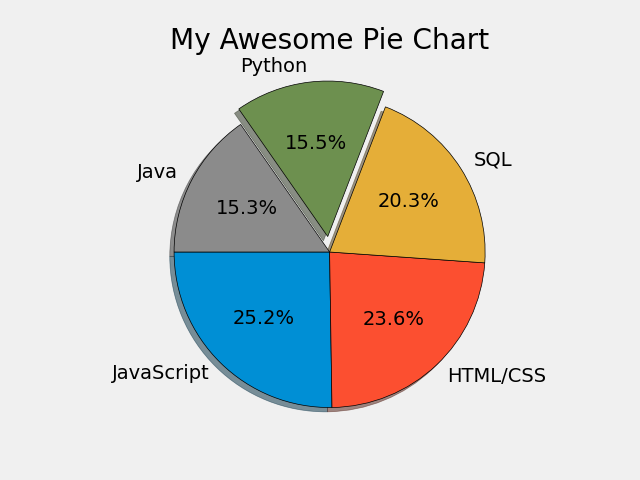 My Awesome Pie Chart
Python
15.5%
SQL
20.3%
Java
15.3%
25.2%
23.6%
JavaScript
HTML/CSS